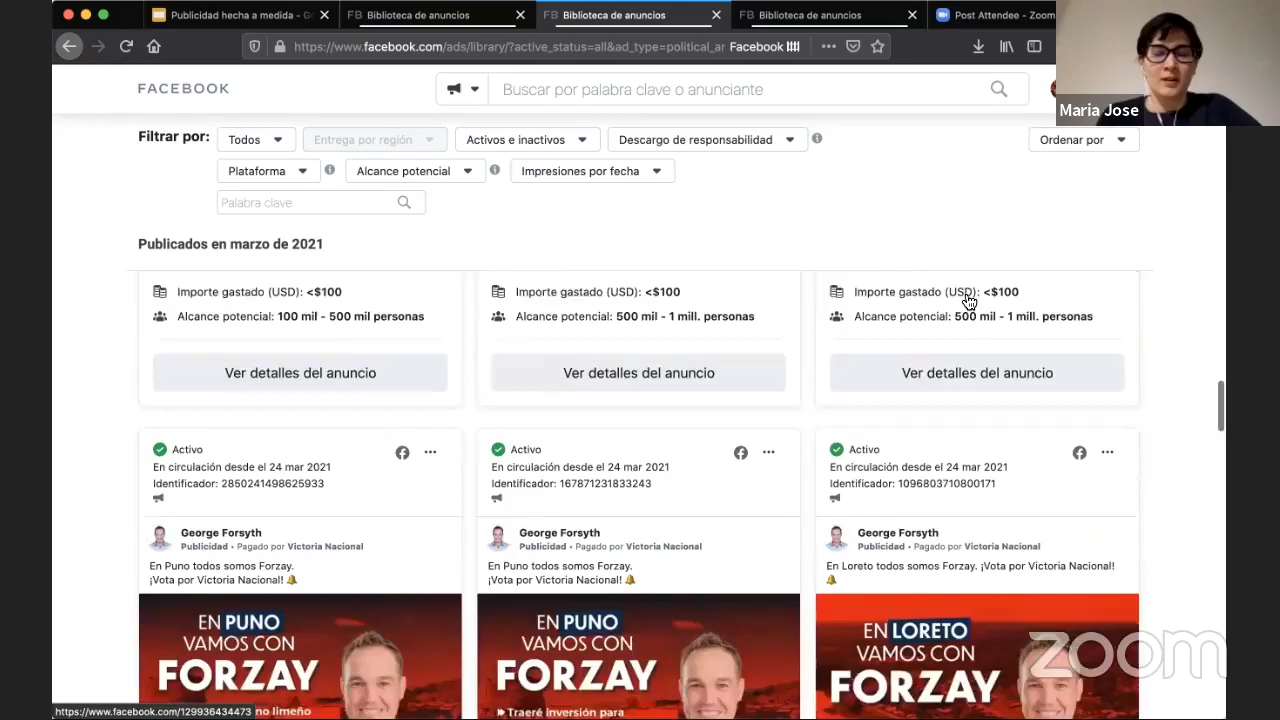 Publicidad hecha a medida - Go
Biblioteca de anuncios
Biblioteca de anuncios
Biblioteca de anuncios
Post Attendee - Zoom
https://www.facebook.com/ads/library/?active_status=all&ad_type=political_ar
Facebook
Maria Jose
FACEBOOK
Buscar por palabra clave o anunciante
Filtrar por:
Todos
Entrega por región
Activos e inactivos
Descargo de responsabilidad
Ordenar por
Plataforma
Alcance potencial
Impresiones por fecha
Palabra clave
Publicados en marzo de 2021
Importe gastado (USD): <$100
Alcance potencial: 100 mil - 500 mil personas
Ver detalles del anuncio
Importe gastado (USD): <$100
Alcance potencial: 500 mil - 1 mill. personas
Ver detalles del anuncio
Importe gastado (USD): <$100
Alcance potencial: 500 mil - 1 mill. personas
Ver detalles del anuncio
Activo
En circulación desde el 24 mar 2021
Identificador: 2850241498625933
George Forsyth
Publicidad • Pagado por Victoria Nacional
En Puno todos somos Forzay.
¡Vota por Victoria Nacional! 🔔
EN PUNO
VAMOS CON
FORZAY
no limeño
Activo
En circulación desde el 24 mar 2021
Identificador: 167871231833243
George Forsyth
Publicidad • Pagado por Victoria Nacional
En Puno todos somos Forzay.
¡Vota por Victoria Nacional! 🔔
EN PUNO
VAMOS CON
FORZAY
Traeré inversión para
Activo
En circulación desde el 24 mar 2021
Identificador: 1096803710800171
George Forsyth
Publicidad • Pagado por Victoria Nacional
En Loreto todos somos Forzay. ¡Vota por Victoria Nacional!
🔔
EN LORETO
VAMOS CON
FORZAY
zoom
https://www.facebook.com/129936434473